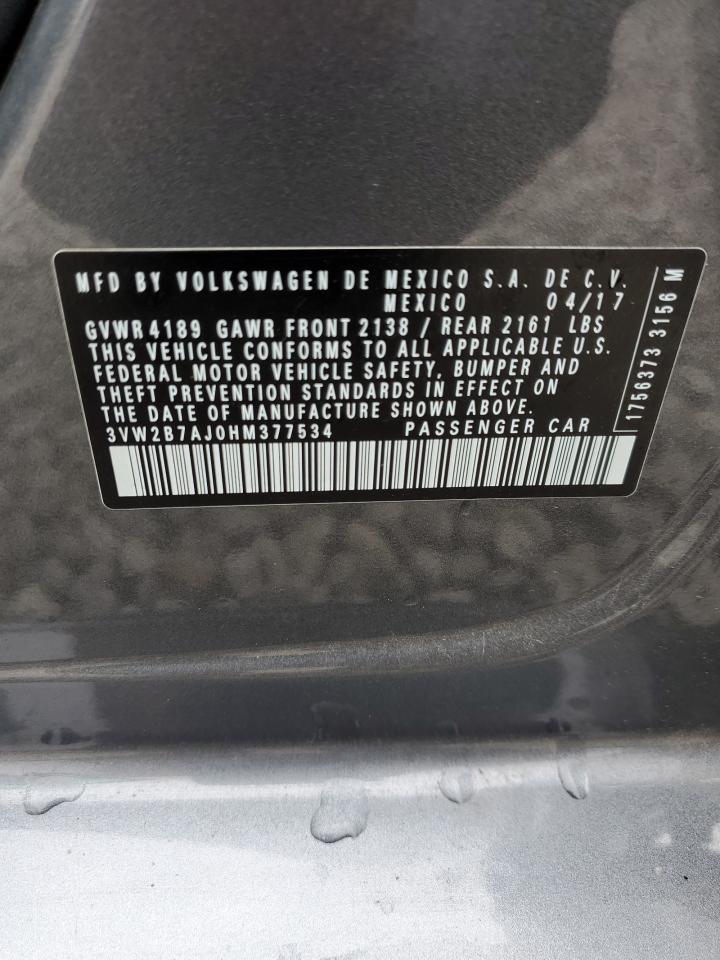 MFD BY VOLKSWAGEN DE MEXICO S.A. DE C.V.
MEXICO 04/17
GVWR 4189 GAWR FRONT 2138 / REAR 2161 LBS
THIS VEHICLE CONFORMS TO ALL APPLICABLE U.S.
FEDERAL MOTOR VEHICLE SAFETY, BUMPER AND
THEFT PREVENTION STANDARDS IN EFFECT ON
THE DATE OF MANUFACTURE SHOWN ABOVE.
3VW2B7AJ0HM377534 PASSENGER CAR
1756373 3156 M